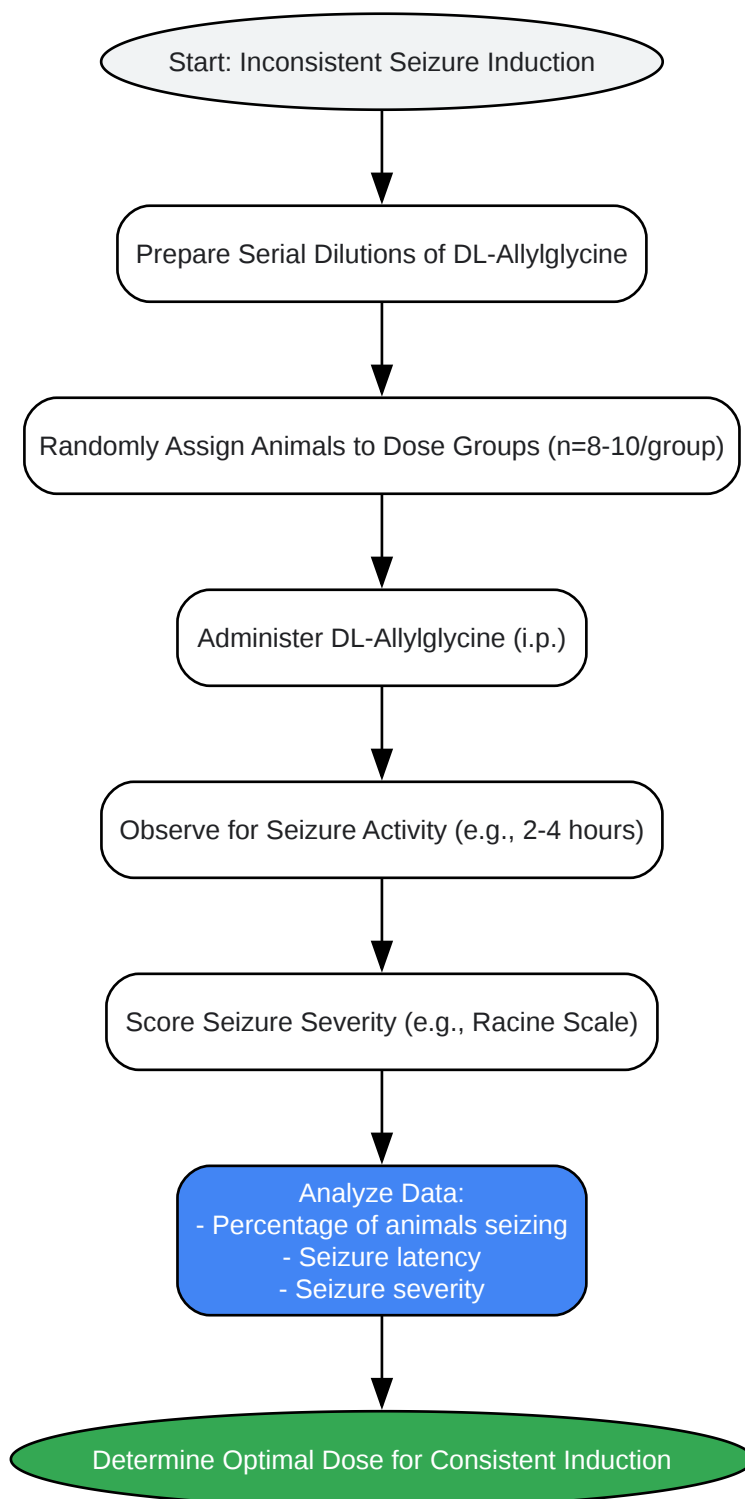 Start: Inconsistent Seizure Induction
Prepare Serial Dilutions of DL-Allylglycine
Randomly Assign Animals to Dose Groups (n=8-10/group)
Administer DL-Allylglycine (i.p.)
Observe for Seizure Activity (e.g., 2-4 hours)
Score Seizure Severity (e.g., Racine Scale)
Analyze Data:
- Percentage of animals seizing
- Seizure latency
- Seizure severity
Determine Optimal Dose for Consistent Induction